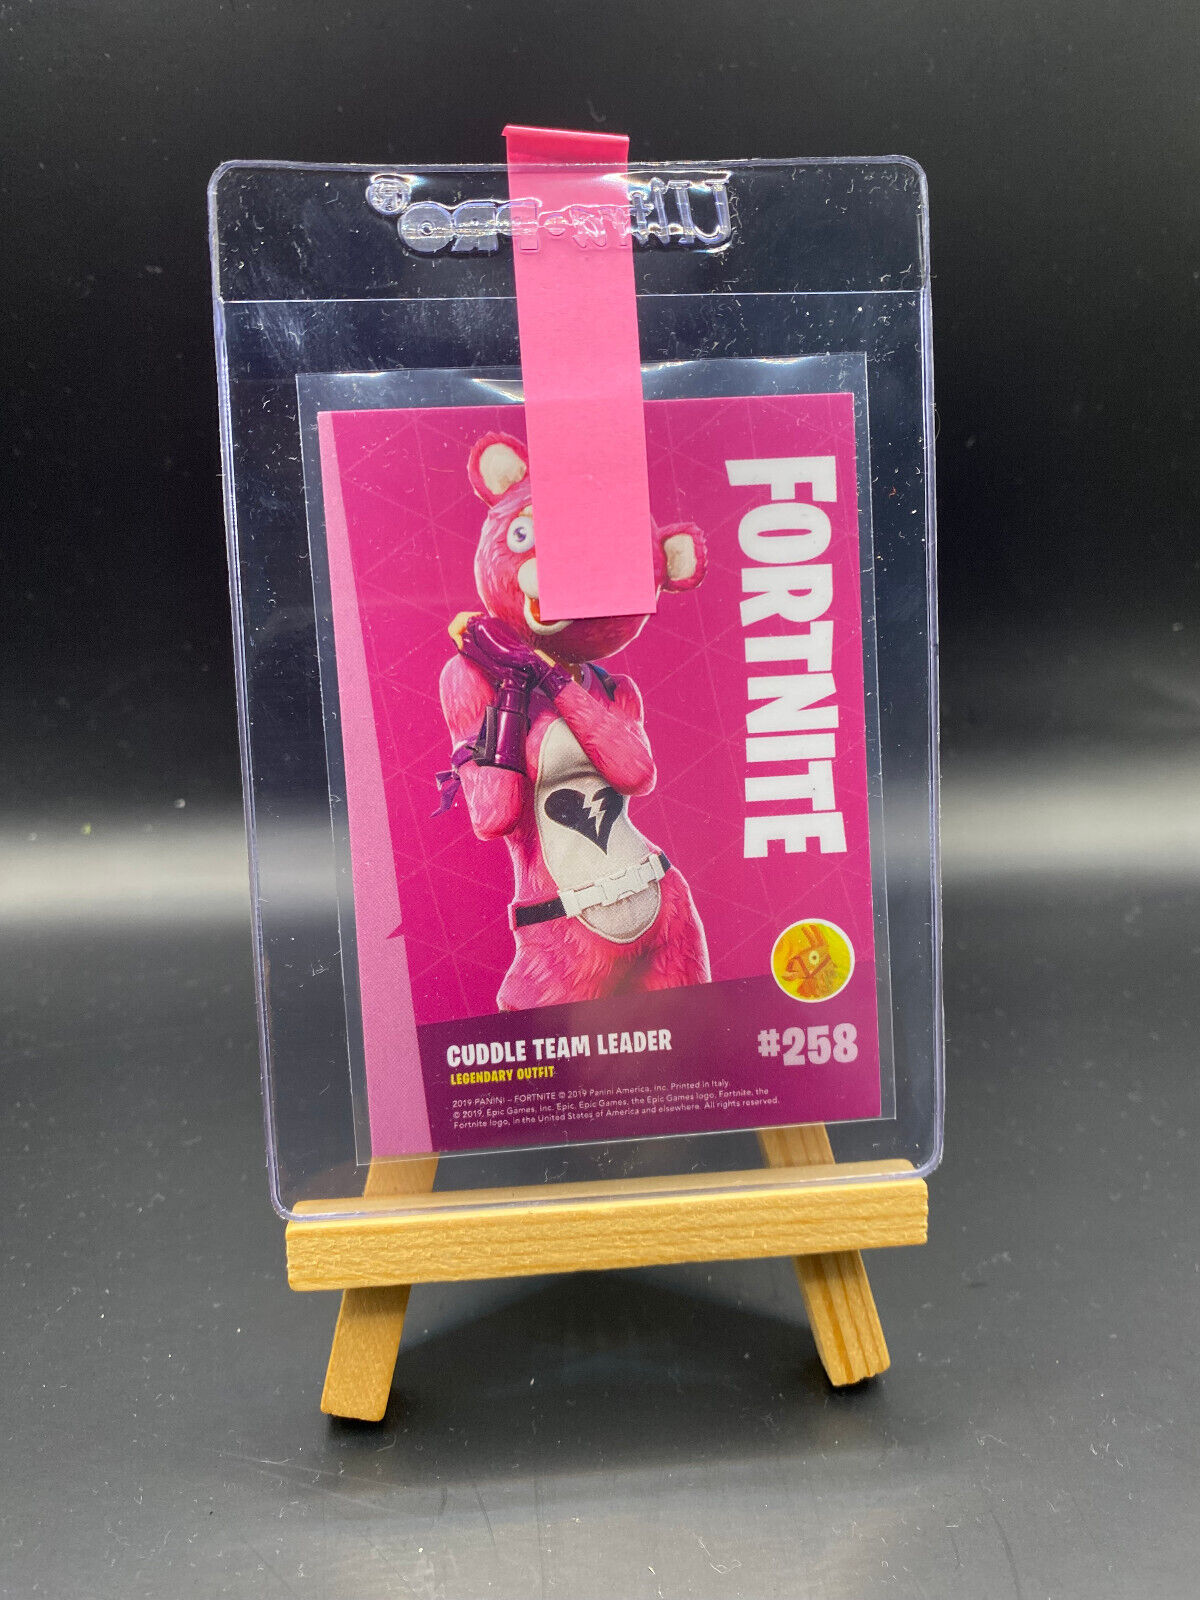 Ultra-PRO®
FORTNITE
CUDDLE TEAM LEADER
LEGENDARY OUTFIT
#258
2019 PANINI – FORTNITE © 2019 Panini America, Inc. Printed in Italy.
© 2019, Epic Games, Inc. Epic, Epic Games, the Epic Games logo, Fortnite, the
Fortnite logo, in the United States of America and elsewhere. All rights reserved.